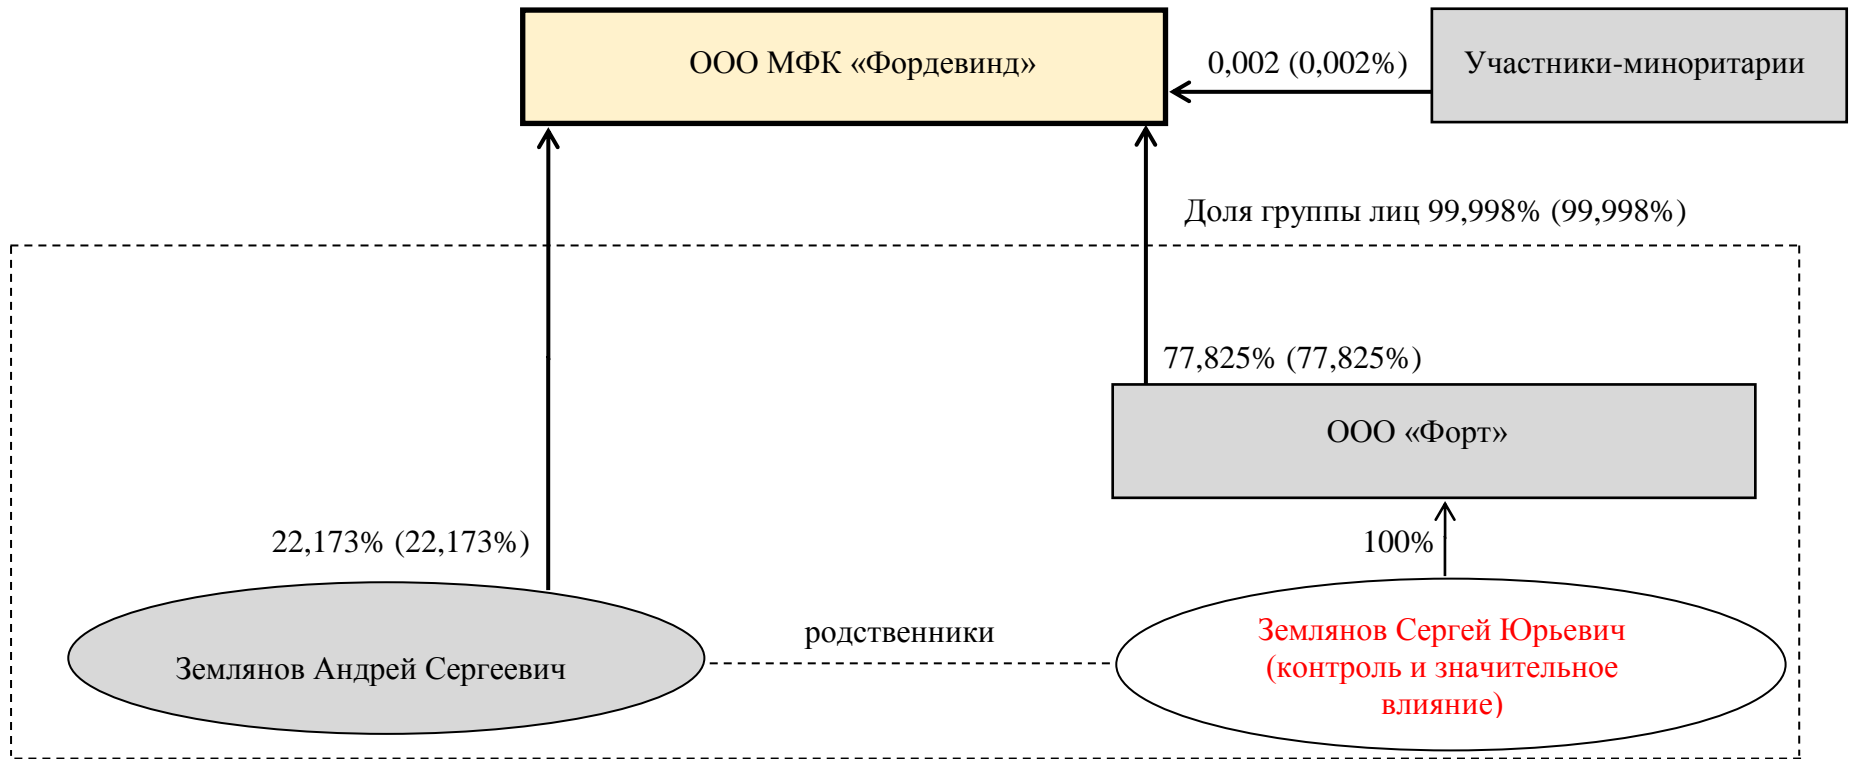 ООО МФК «Фордевинд»
0,002 (0,002%)
Участники-миноритарии
Доля группы лиц 99,998% (99,998%)
77,825% (77,825%)
ООО «Форт»
22,173% (22,173%)
100%
родственники
Землянов Андрей Сергеевич
Землянов Сергей Юрьевич
(контроль и значительное
влияние)